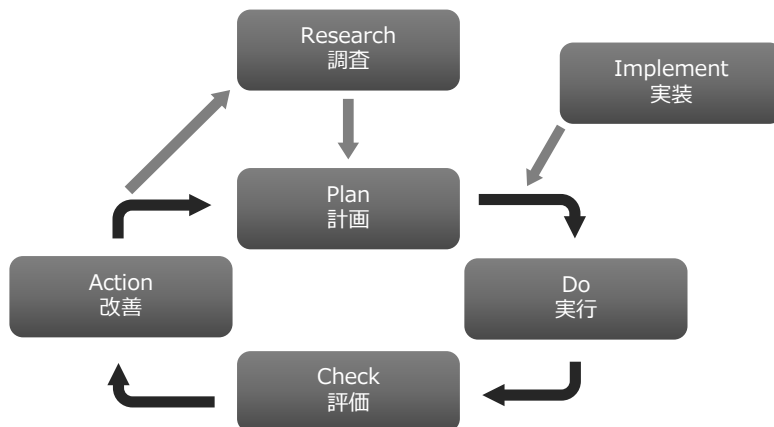 Research
調査
Implement
実装
Plan
計画
Action
改善
Do
実行
Check
評価